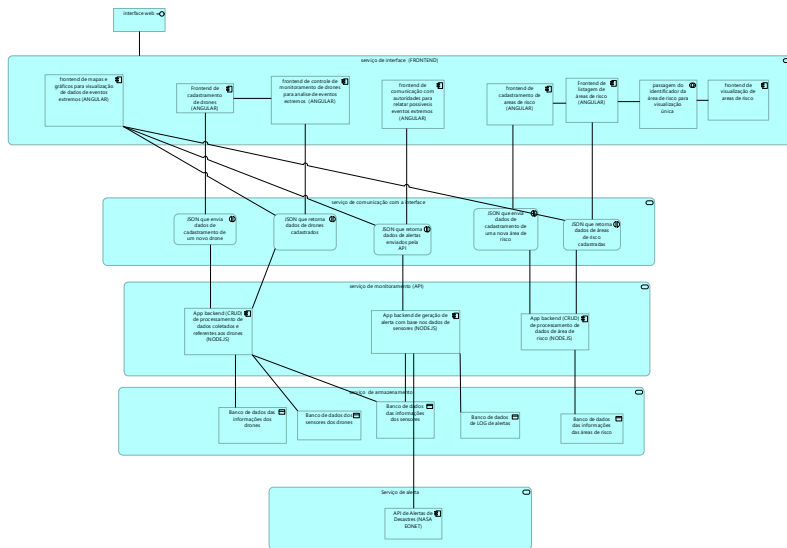 interface web
serviço de interface (FRONTEND)
frontend de mapas e
gráficos para visualização
de dados de eventos
extremos (ANGULAR)
Frontend de
cadastramento
de drones
(ANGULAR)
frontend de controle de
monitoramento de drones
para analise de eventos
extremos (ANGULAR)
frontend de
comunicação com
autoridades para
relatar possíveis
eventos extremos
(ANGULAR)
frontend de
cadastramento de
areas de risco
(ANGULAR)
Frontend de
listagem de
Áreas de risco
(ANGULAR)
passagem do
identificador da
área de risco para
visualização
única
frontend de
visualização de
areas de risco
serviço de comunicação com a interface
JSON que envia
dados de
cadastramento de
um novo drone
JSON que retorna
dados de drones
cadastrados
JSON que retorna
dados de alertas
enviados pela
API
JSON que envia
dados de
cadastramento de
uma nova área de
risco
JSON que retorna
dados de áreas
de risco
cadastradas
serviço de monitoramento (API)
App backend (CRUD)
de processamento de
dados coletados e
referentes aos drones
(NODEJS)
App backend de geração de
alerta com base nos dados de
sensores (NODEJS)
App backend (CRUD)
de processamento de
dados de área de
risco (NODEJS)
serviço de armazenamento
Banco de dados das
informações dos
drones
Banco de dados dos
sensores dos drones
Banco de dados
das informações
dos sensores
Banco de dados
de LOG de alertas
Banco de dados
das informações
das áreas de risco
Serviço de alerta
API de Alertas de
Desastres (NASA
EONET)